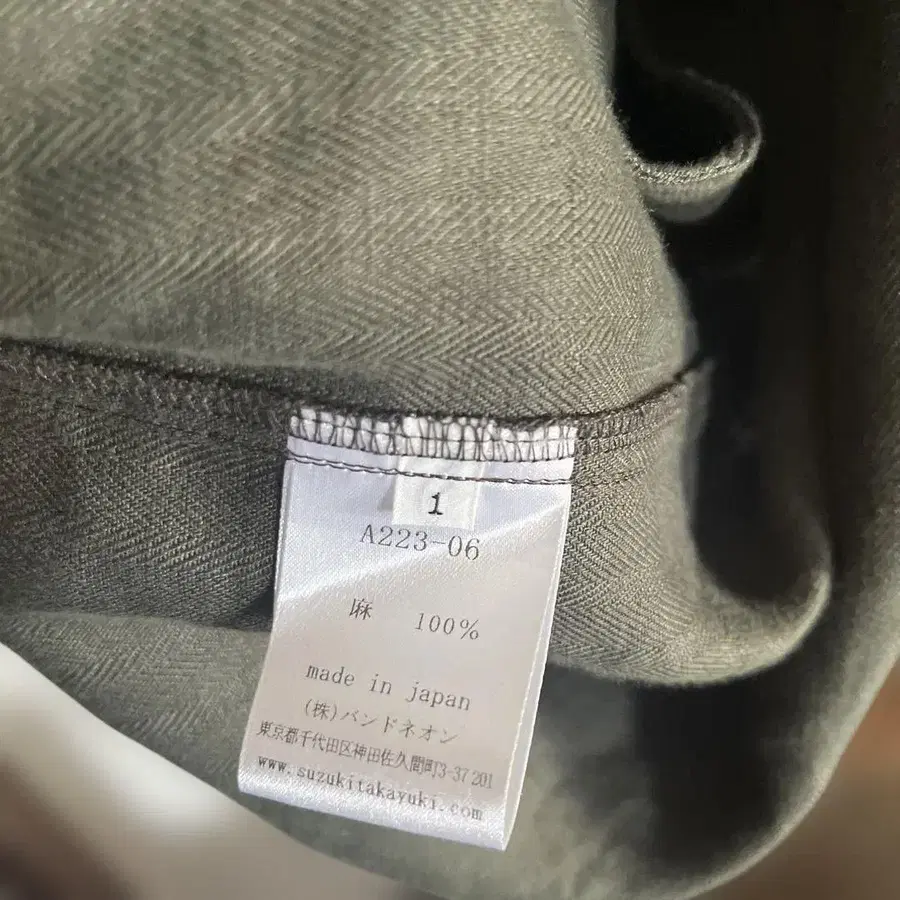 1
A223-06
麻 100%
made in japan
(株)バンドネオン
東京都千代田区神田佐久間町3-37 201
www.suzukitakayuki.com